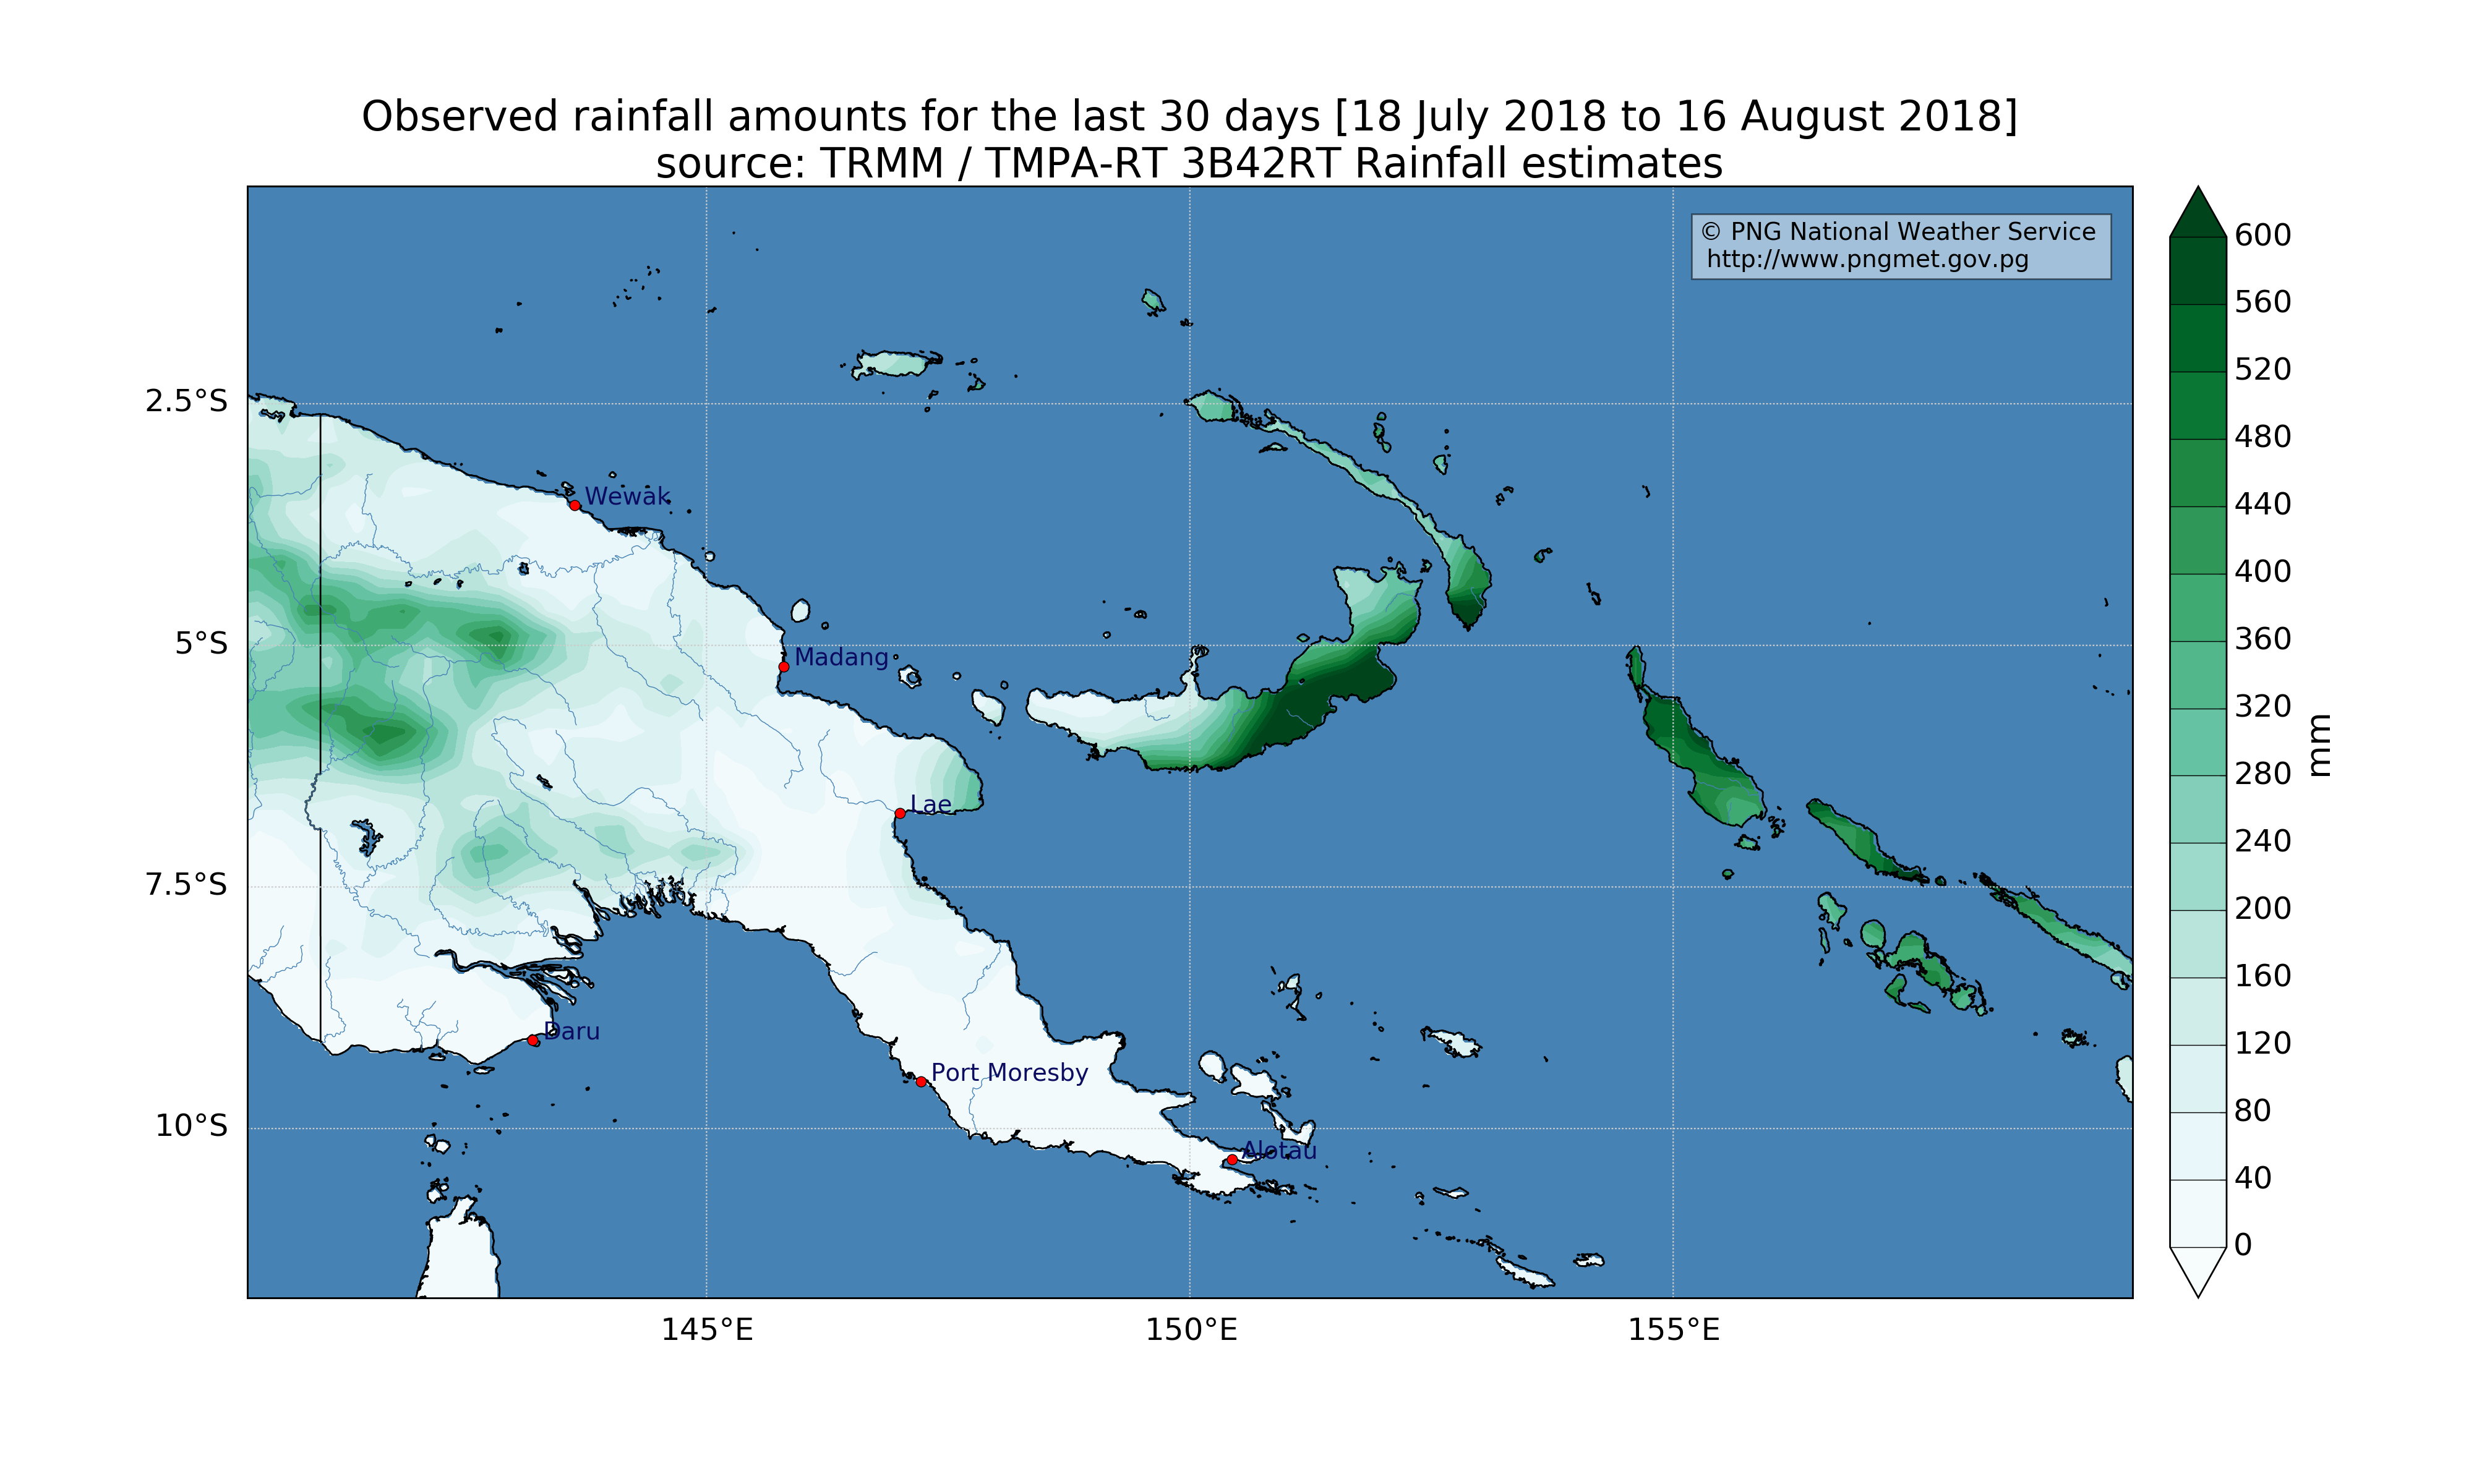 Observed rainfall amounts for the last 30 days [18 July 2018 to 16 August 2018]
source: TRMM / TMPA-RT 3B42RT Rainfall estimates
© PNG National Weather Service
http://www.pngmet.gov.pg
600
560
520
480
440
400
360
320
280
240
200
160
120
80
40
0
mm
2.5°S
5°S
7.5°S
10°S
Wewak
Madang
Lae
Daru
Port Moresby
Alotau
145°E
150°E
155°E